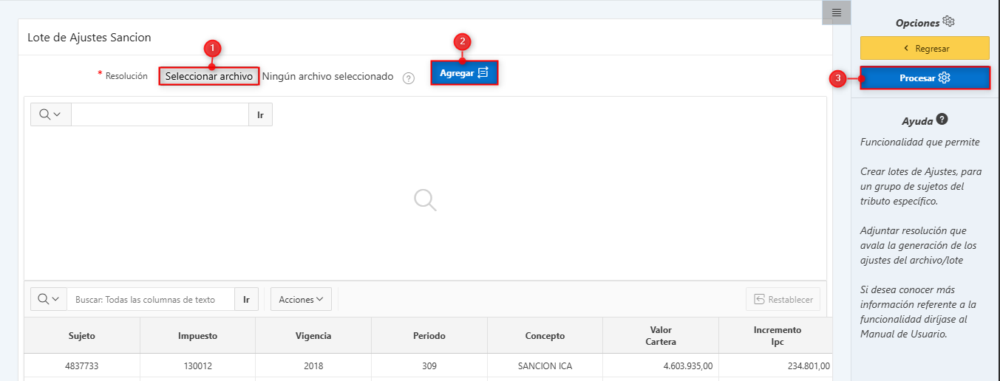 Lote de Ajustes Sancion
1
2
* Resolución Seleccionar archivo Ningún archivo seleccionado ? Agregar
Ir
Buscar: Todas las columnas de texto Ir Acciones Restablecer
Sujeto Impuesto Vigencia Periodo Concepto Valor Cartera Incremento Ipc
4837733 130012 2018 309 SANCION ICA 4.603.935,00 234.801,00
Opciones
Regresar
3 Procesar
Ayuda ?
Funcionalidad que permite
Crear lotes de Ajustes, para
un grupo de sujetos del
tributo específico.
Adjuntar resolución que
avala la generación de los
ajustes del archivo/lote
Si desea conocer más
información referente a la
funcionalidad diríjase al
Manual de Usuario.